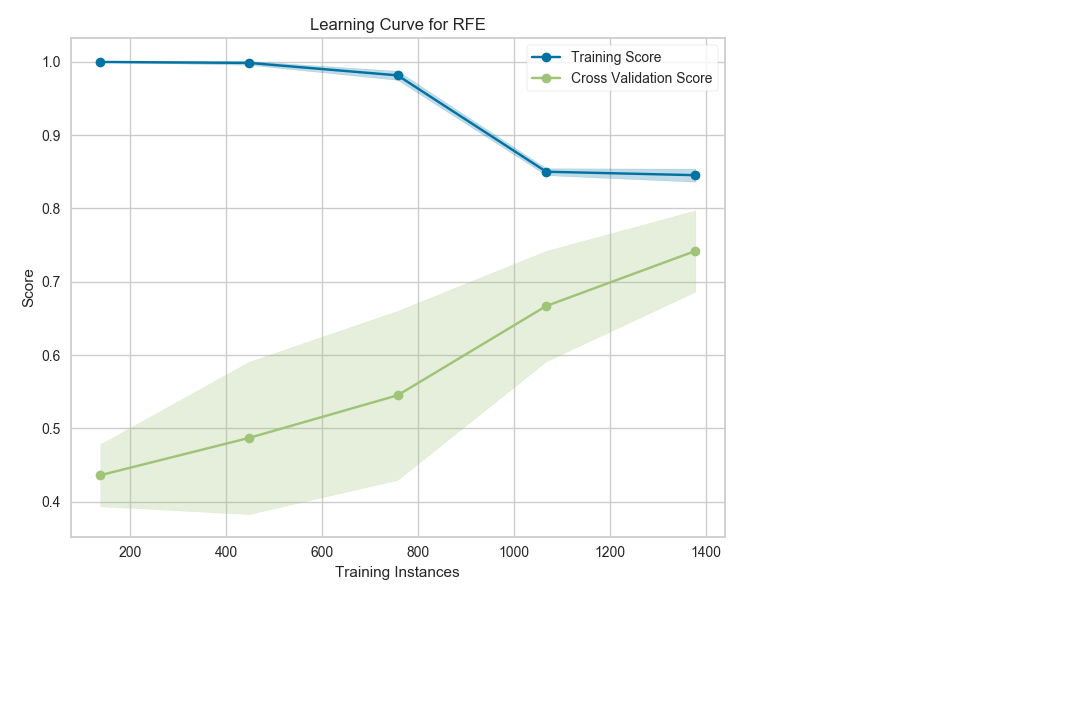 Learning Curve for RFE
Training Score
Cross Validation Score
1.0
0.9
0.8
0.7
0.6
0.5
0.4
Score
200 400 600 800 1000 1200 1400
Training Instances